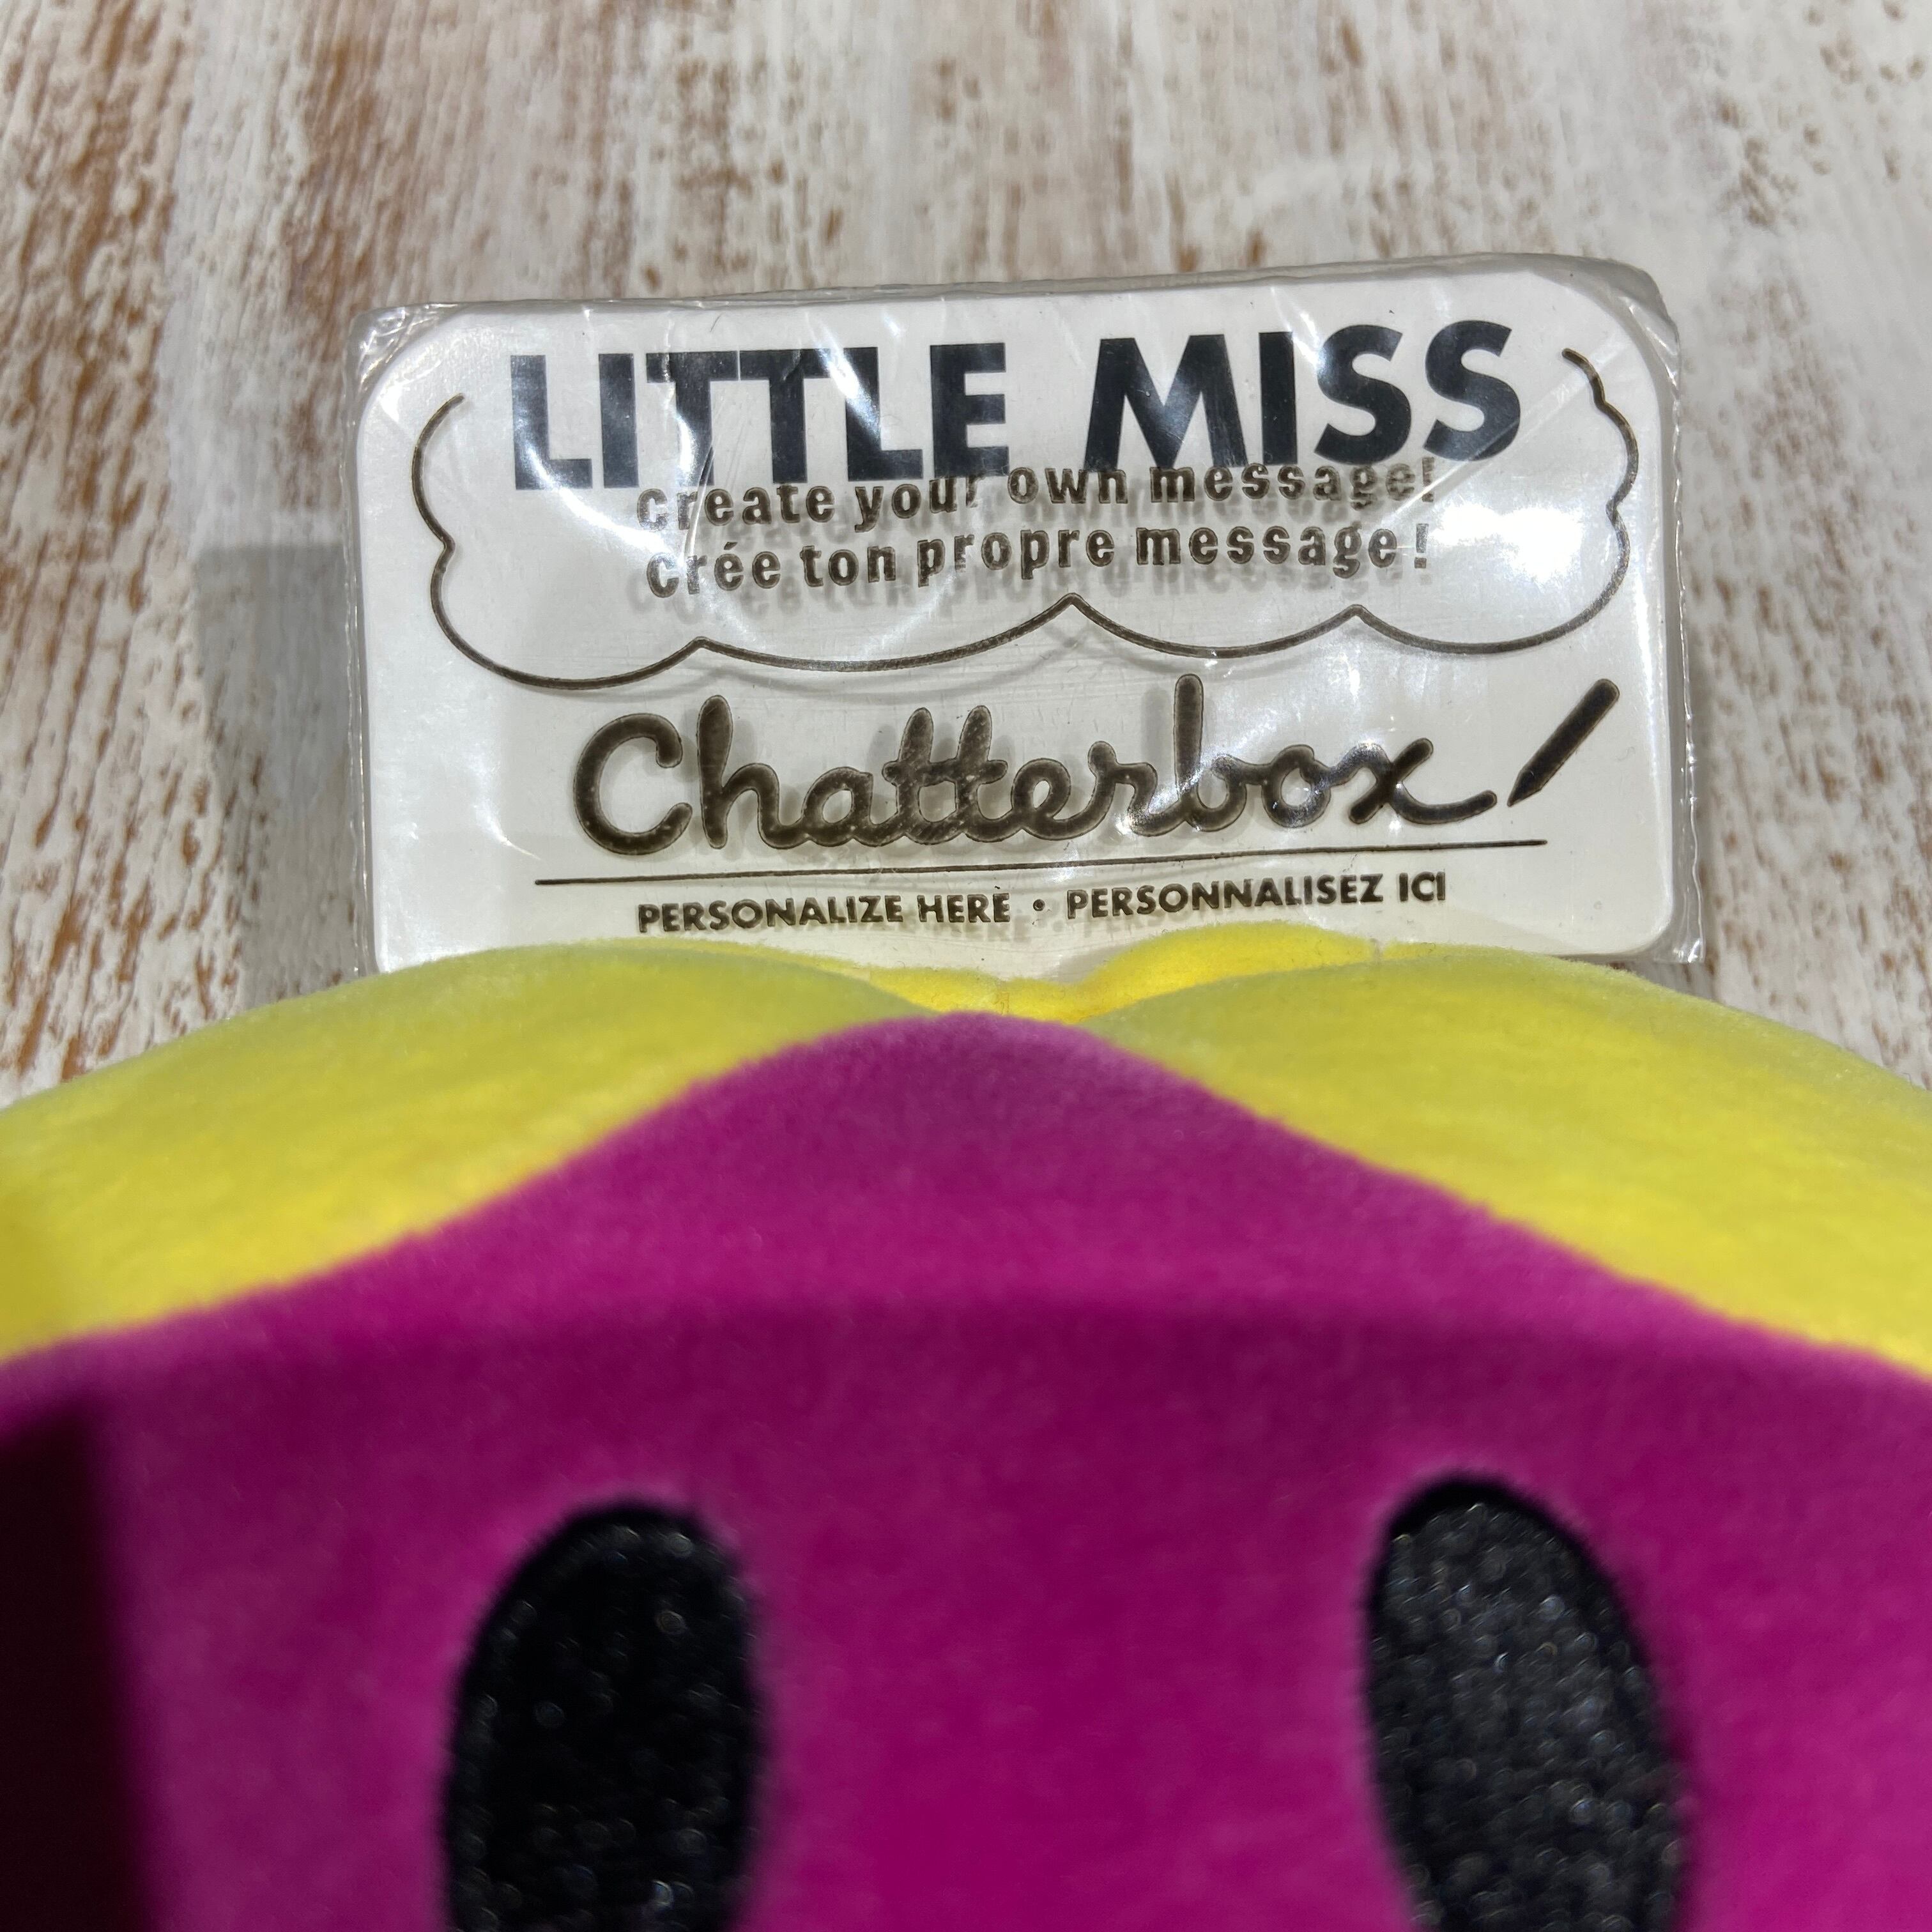 LITTLE MISS
Create your own message!
Crée ton propre message !
Chatterbox
PERSONALIZE HERE • PERSONNALISEZ ICI